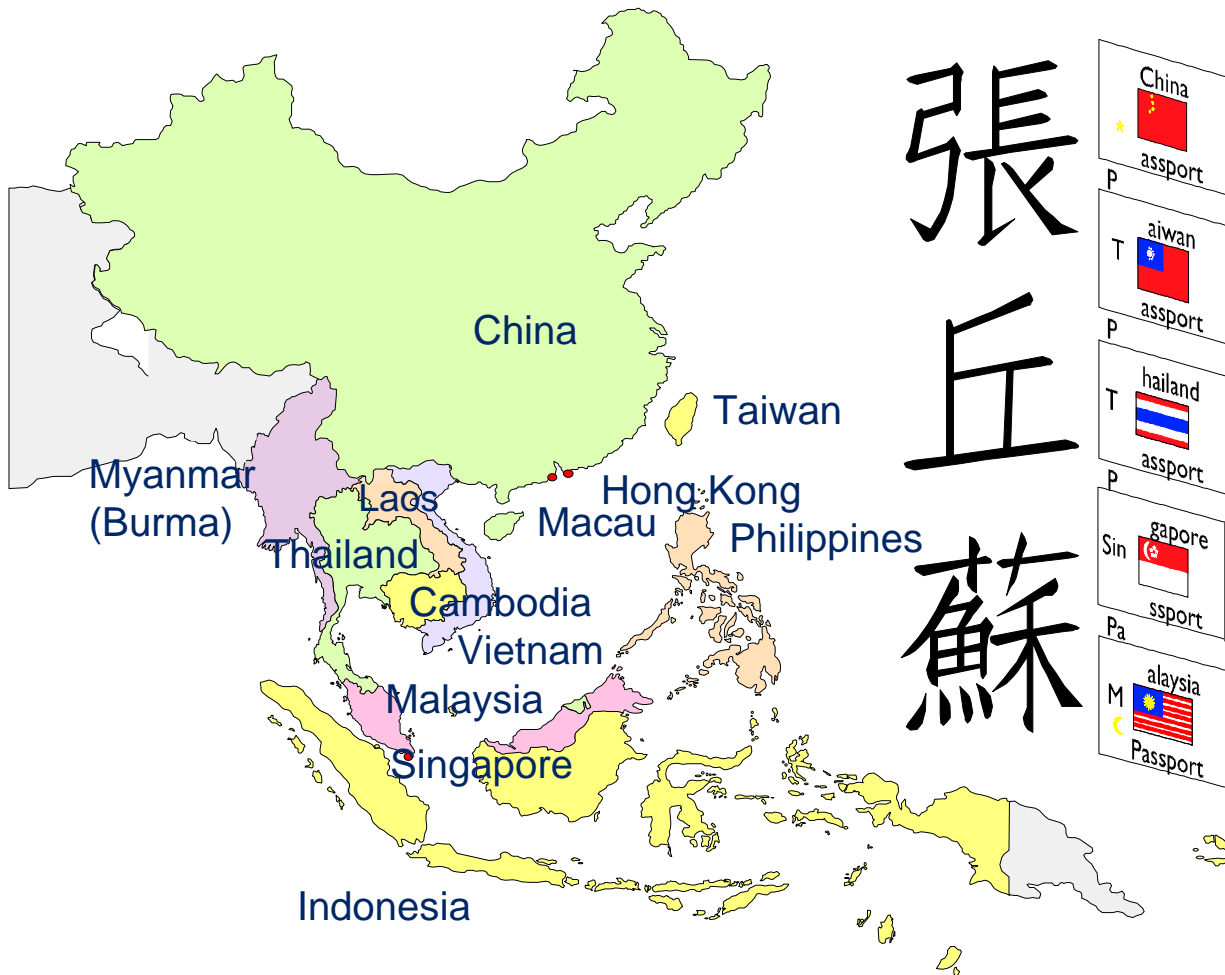 China
Taiwan
Hong Kong
Macau
Philippines
Myanmar
(Burma)
Laos
Thailand
Cambodia
Vietnam
Malaysia
Singapore
Indonesia
張
丘
蘇
China
assport
P
aiwan
T
assport
P
hailand
T
assport
P
gapore
Sin
ssport
Pa
alaysia
M
Passport